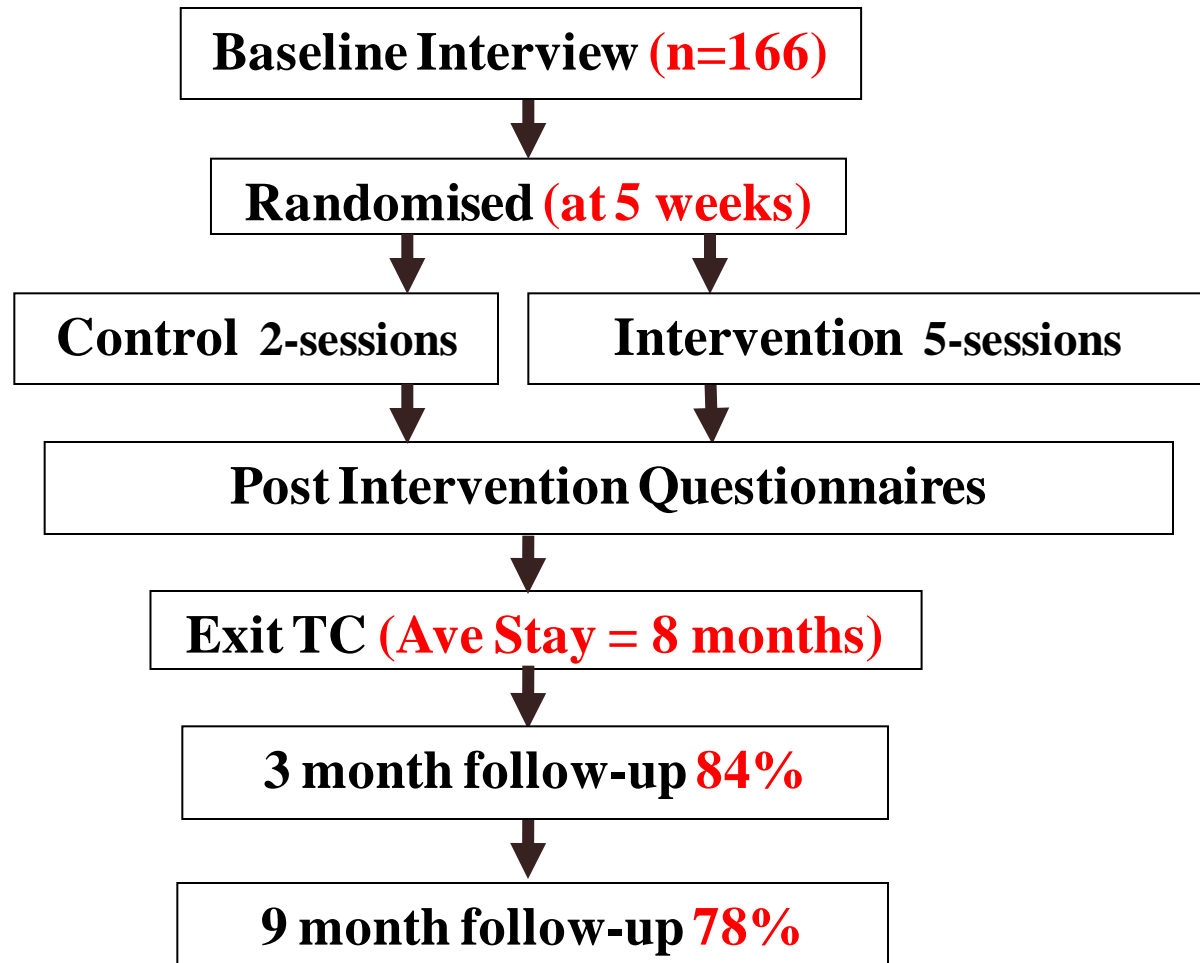 Baseline Interview (n=166)
Randomised (at 5 weeks)
Control 2-sessions
Intervention 5-sessions
Post Intervention Questionnaires
Exit TC (Ave Stay = 8 months)
3 month follow-up 84%
9 month follow-up 78%